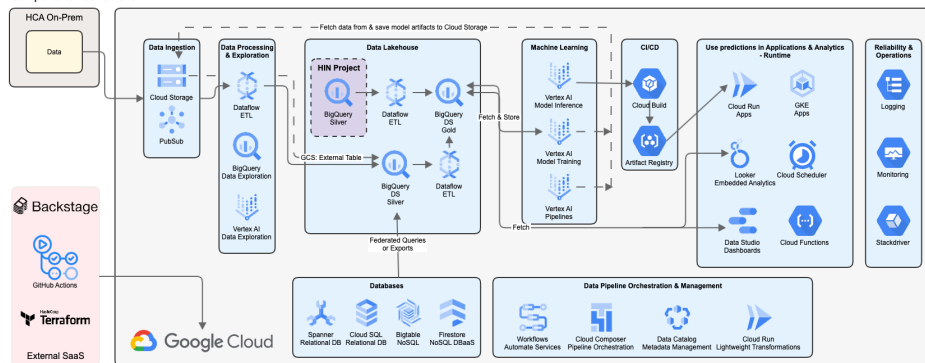 HCA On-Prem
Data
Fetch data from & save model artifacts to Cloud Storage
Data Ingestion
Cloud Storage
PubSub
Data Processing
& Exploration
Dataflow
ETL
BigQuery
Data Exploration
Vertex AI
Data Exploration
Data Lakehouse
HIN Project
BigQuery
Silver
Dataflow
ETL
BigQuery
DS
Gold
GCS: External Table
BigQuery
DS
Silver
Dataflow
ETL
Fetch & Store
Fetch
Federated Queries
or Exports
Machine Learning
Vertex AI
Model Inference
Vertex AI
Model Training
Vertex AI
Pipelines
CI/CD
Cloud Build
Artifact Registry
Use predictions in Applications & Analytics
- Runtime
Cloud Run
Apps
GKE
Apps
Looker
Embedded Analytics
Cloud Scheduler
Data Studio
Dashboards
Cloud Functions
Reliability &
Operations
Logging
Monitoring
Stackdriver
Backstage
GitHub Actions
HashiCorp
Terraform
External SaaS
Google Cloud
Databases
Spanner
Relational DB
Cloud SQL
Relational DB
Bigtable
NoSQL
Firestore
NoSQL DBaaS
Data Pipeline Orchestration & Management
Workflows
Automate Services
Cloud Composer
Pipeline Orchestration
Data Catalog
Metadata Management
Cloud Run
Lightweight Transformations